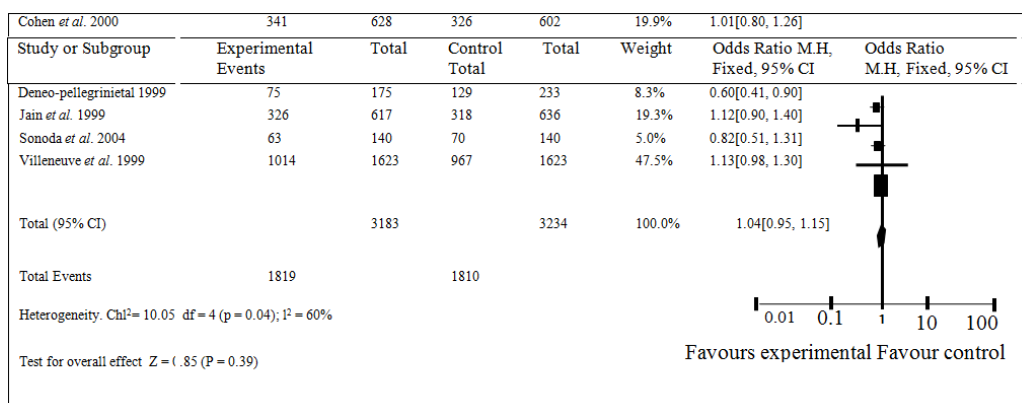 Cohen et al. 2000 341 628 326 602 19.9% 1.01[0.80, 1.26]
Study or Subgroup Experimental Total Control Total Weight Odds Ratio M.H, Odds Ratio
Events Total Fixed, 95% CI M.H, Fixed, 95% CI
Deneo-pellegrinietal 1999 75 175 129 233 8.3% 0.60[0.41, 0.90]
Jain et al. 1999 326 617 318 636 19.3% 1.12[0.90, 1.40]
Sonoda et al. 2004 63 140 70 140 5.0% 0.82[0.51, 1.31]
Villeneuve et al. 1999 1014 1623 967 1623 47.5% 1.13[0.98, 1.30]
Total (95% CI) 3183 3234 100.0% 1.04[0.95, 1.15]
Total Events 1819 1810
Heterogeneity. Chl²= 10.05 df = 4 (p = 0.04); l² = 60%
0.01 0.1 1 10 100
Test for overall effect Z = ( .85 (P = 0.39)
Favours experimental Favour control